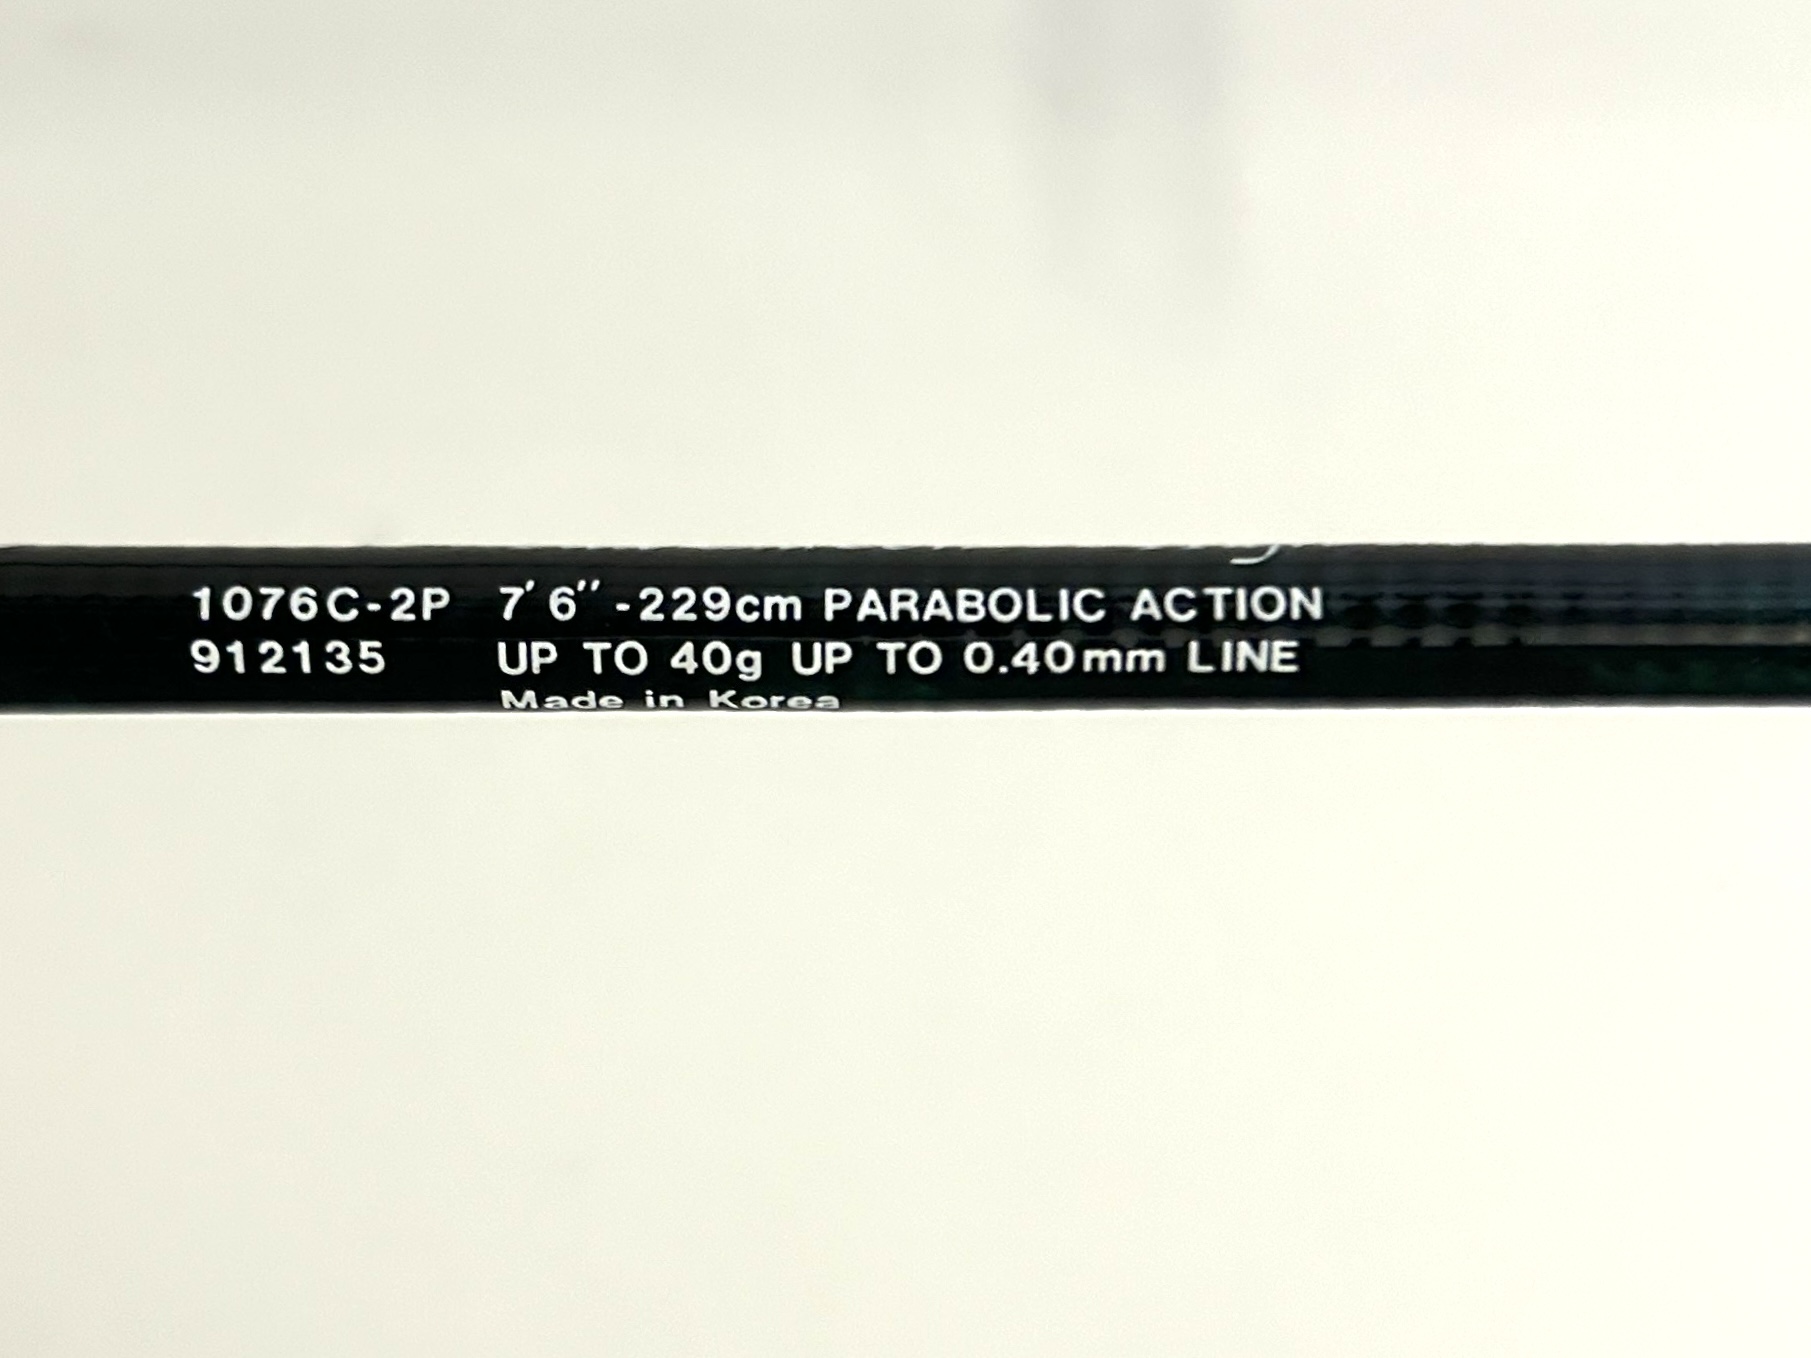 1076C-2P 7′6″-229cm PARABOLIC ACTION
912135 UP TO 40g UP TO 0.40mm LINE
Made in Korea